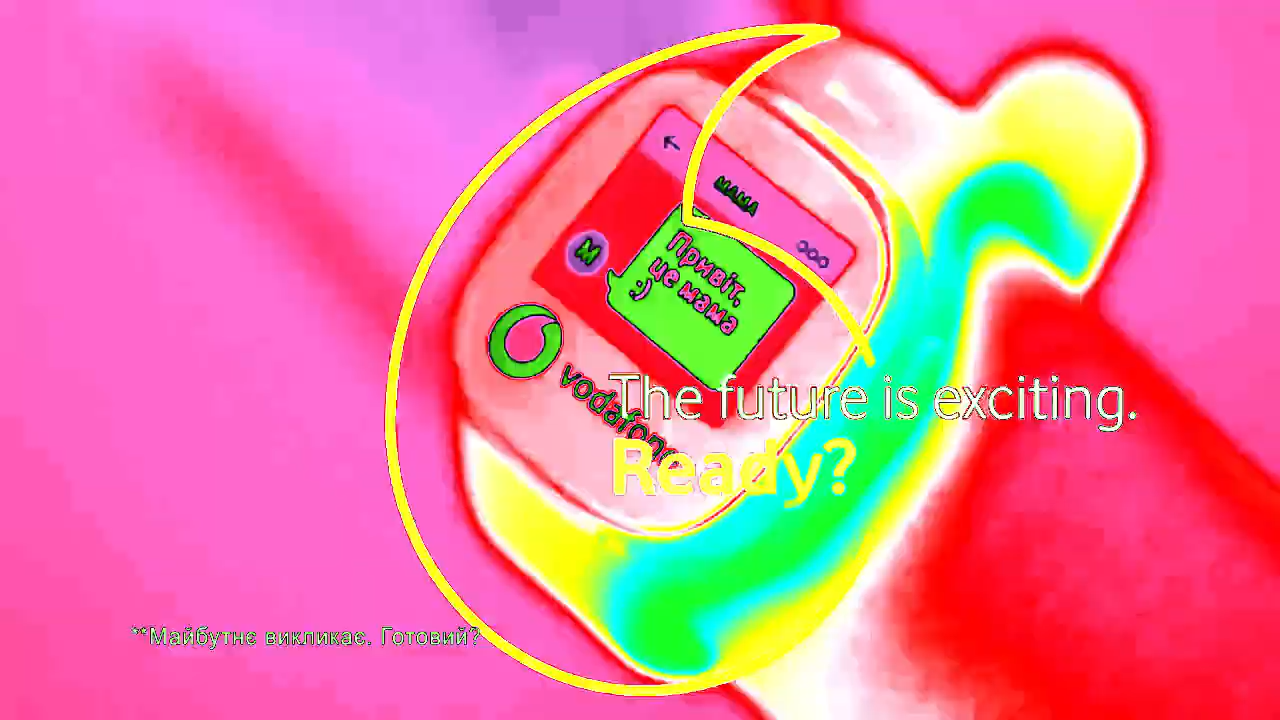 МАМА
М
Привіт,
це мама
:)
vodafone
The future is exciting.
Ready?
**Майбутнє викликає. Готовий?